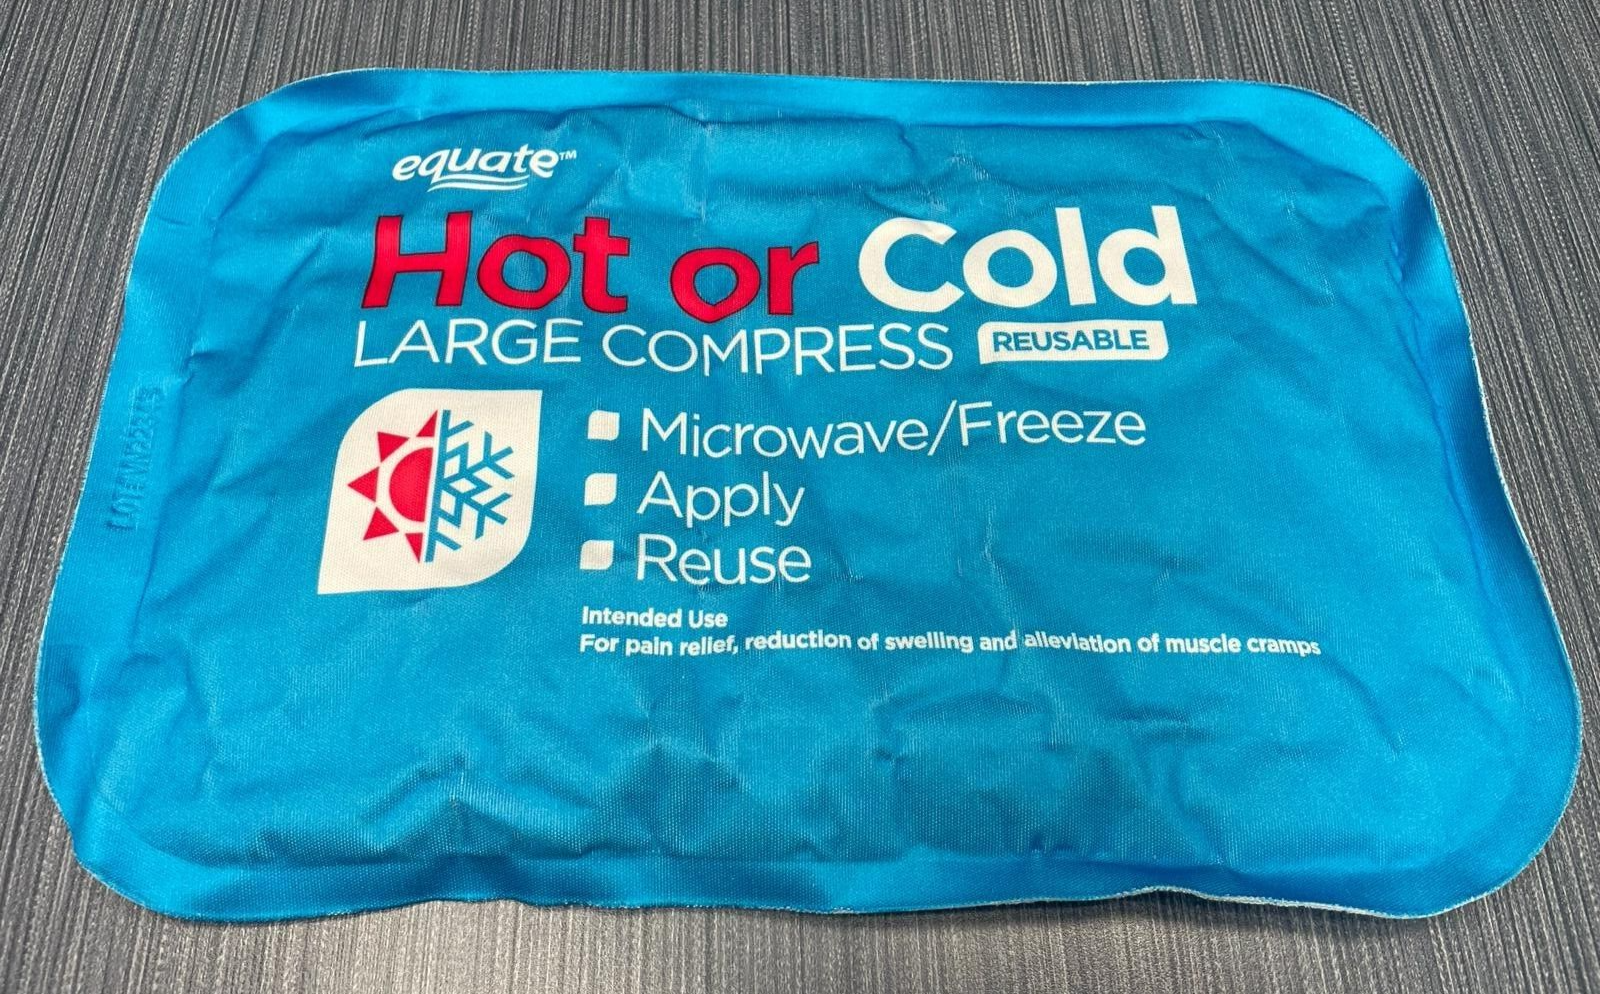 equate™
Hot or Cold
LARGE COMPRESS REUSABLE
Microwave/Freeze
Apply
Reuse
Intended Use
For pain relief, reduction of swelling and alleviation of muscle cramps